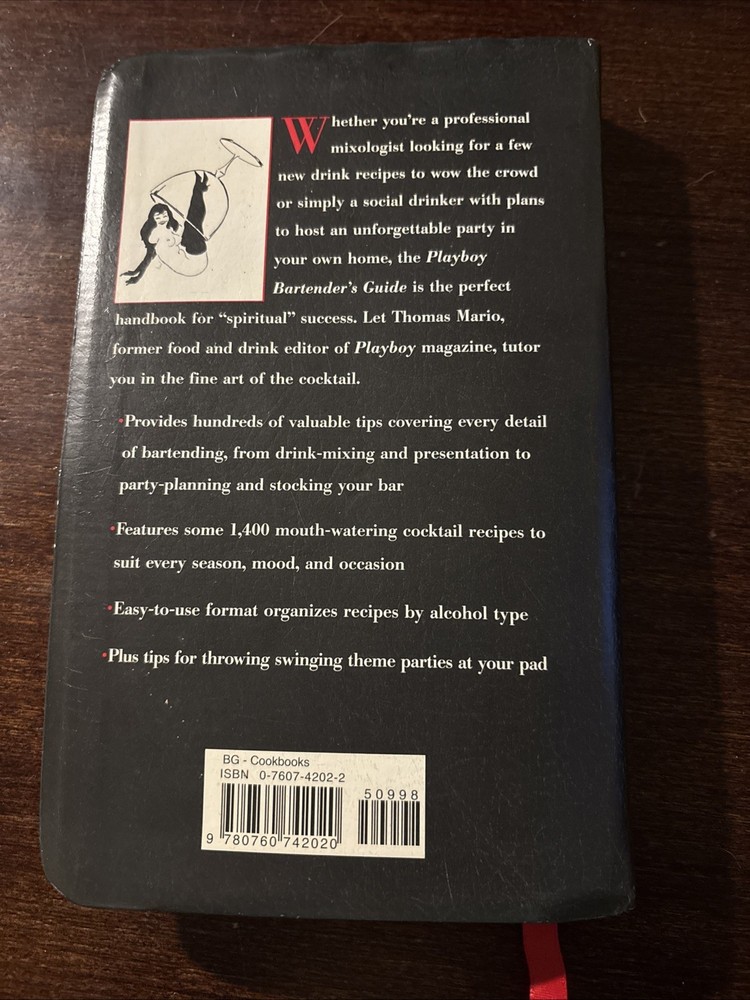 Whether you're a professional
mixologist looking for a few
new drink recipes to wow the crowd
or simply a social drinker with plans
to host an unforgettable party in
your own home, the Playboy
Bartender's Guide is the perfect
handbook for “spiritual” success. Let Thomas Mario,
former food and drink editor of Playboy magazine, tutor
you in the fine art of the cocktail.
•Provides hundreds of valuable tips covering every detail
of bartending, from drink-mixing and presentation to
party-planning and stocking your bar
•Features some 1,400 mouth-watering cocktail recipes to
suit every season, mood, and occasion
•Easy-to-use format organizes recipes by alcohol type
•Plus tips for throwing swinging theme parties at your pad
BG - Cookbooks
ISBN 0-7607-4202-2
50998
9 780760 742020